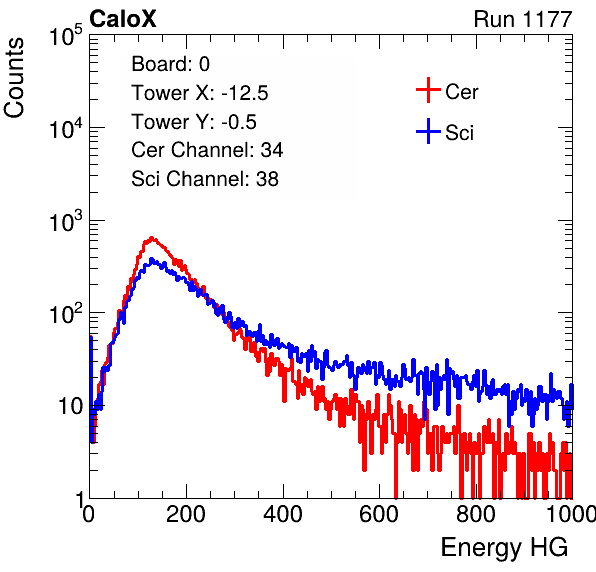 CaloX Run 1177
Counts
Board: 0
Tower X: -12.5
Tower Y: -0.5
Cer Channel: 34
Sci Channel: 38
Cer
Sci
10^5
10^4
10^3
10^2
10
1
0 200 400 600 800 1000
Energy HG